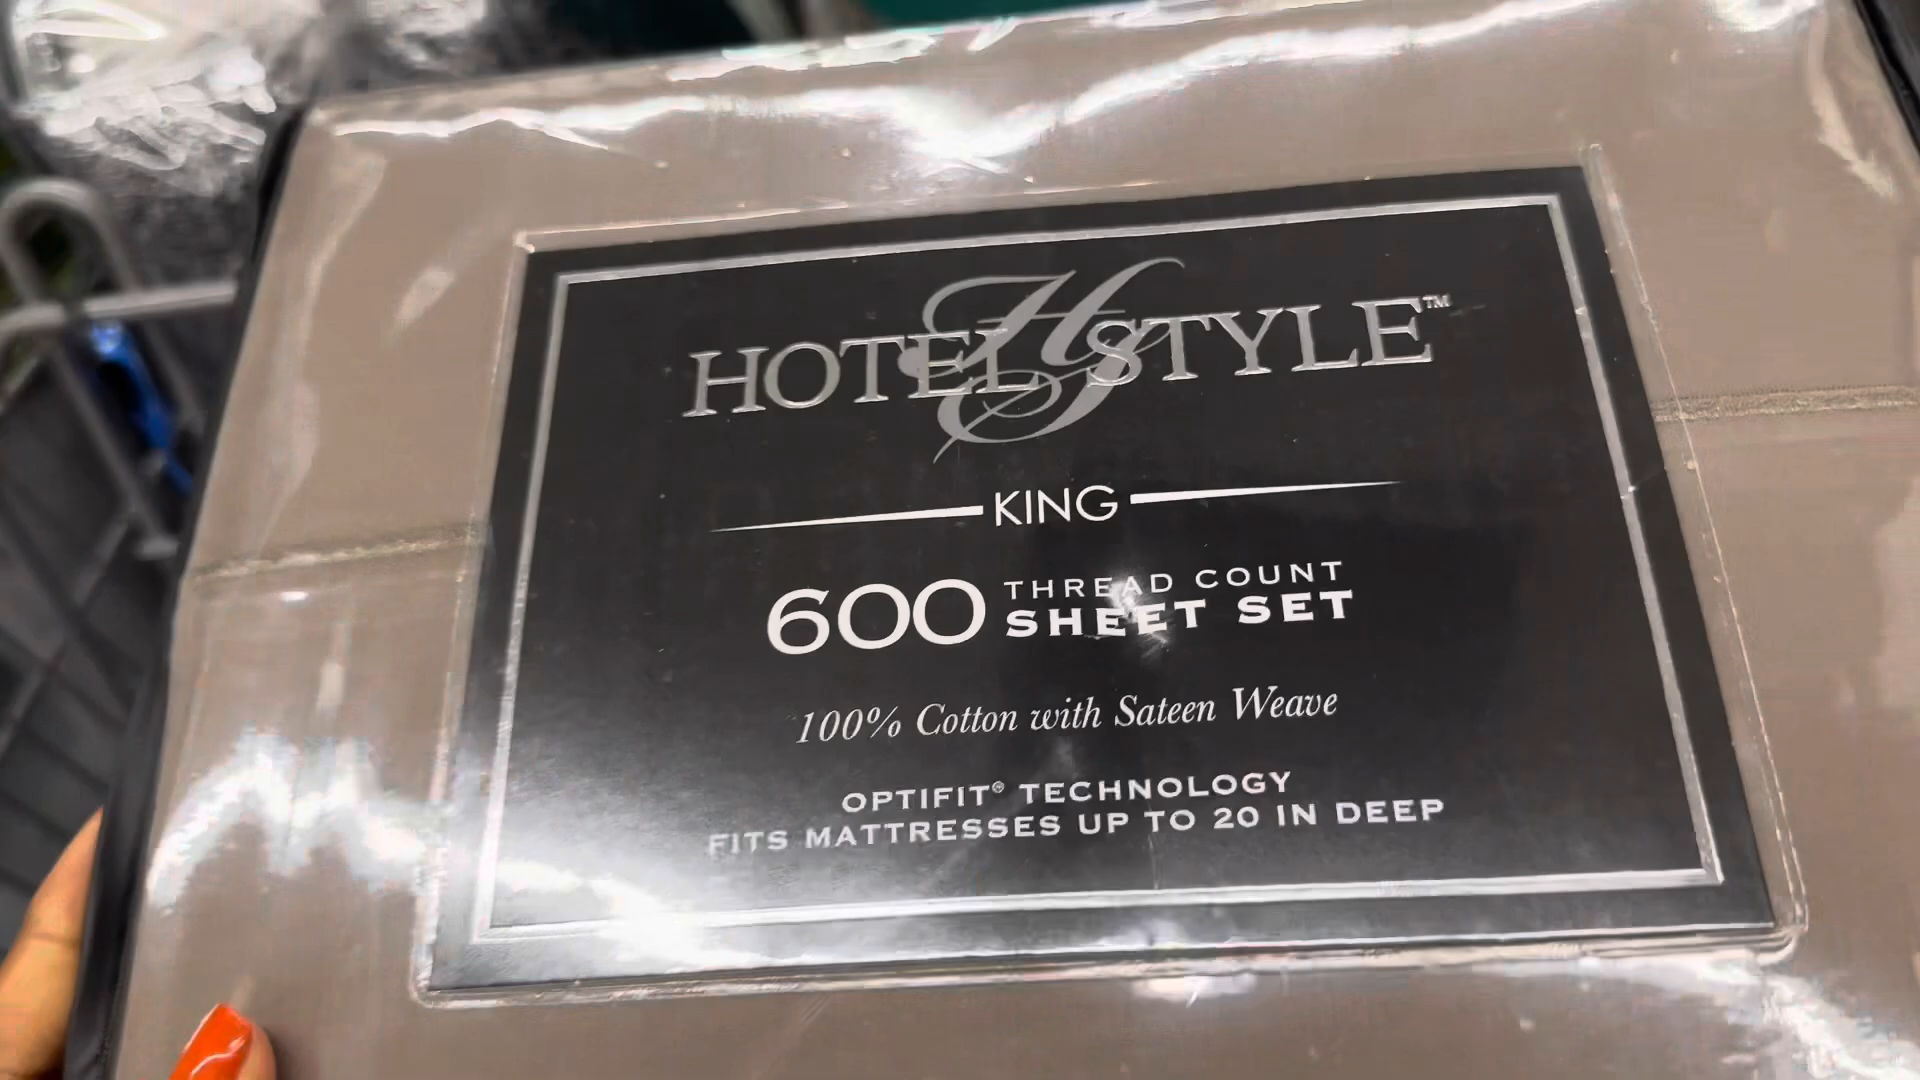 HOTEL STYLE™
HS
KING
600 THREAD COUNT
SHEET SET
100% Cotton with Sateen Weave
OPTIFIT® TECHNOLOGY
FITS MATTRESSES UP TO 20 IN DEEP